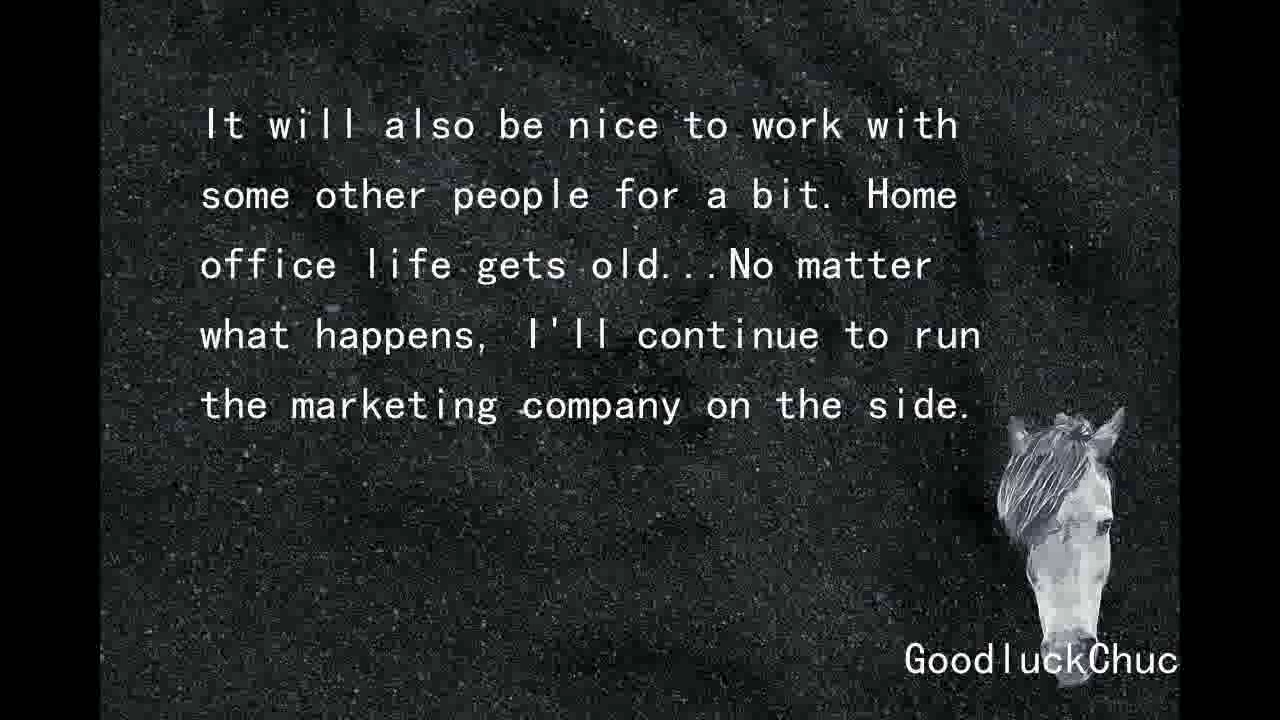 It will also be nice to work with
some other people for a bit. Home
office life gets old...No matter
what happens, I'll continue to run
the marketing company on the side.
GoodluckChuc